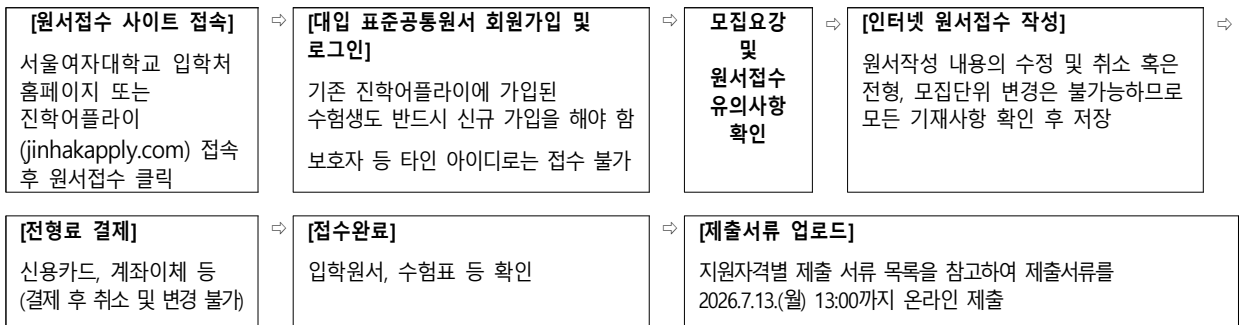 [원서접수 사이트 접속]
서울여자대학교 입학처
홈페이지 또는
진학어플라이
(jinhakapply.com) 접속
후 원서접수 클릭
⇨
[대입 표준공통원서 회원가입 및
로그인]
기존 진학어플라이에 가입된
수험생도 반드시 신규 가입을 해야 함
보호자 등 타인 아이디로는 접수 불가
⇨
모집요강
및
원서접수
유의사항
확인
⇨
[인터넷 원서접수 작성]
원서작성 내용의 수정 및 취소 혹은
전형, 모집단위 변경은 불가능하므로
모든 기재사항 확인 후 저장
⇨
[전형료 결제]
신용카드, 계좌이체 등
(결제 후 취소 및 변경 불가)
⇨
[접수완료]
입학원서, 수험표 등 확인
⇨
[제출서류 업로드]
지원자격별 제출 서류 목록을 참고하여 제출서류를
2026.7.13.(월) 13:00까지 온라인 제출